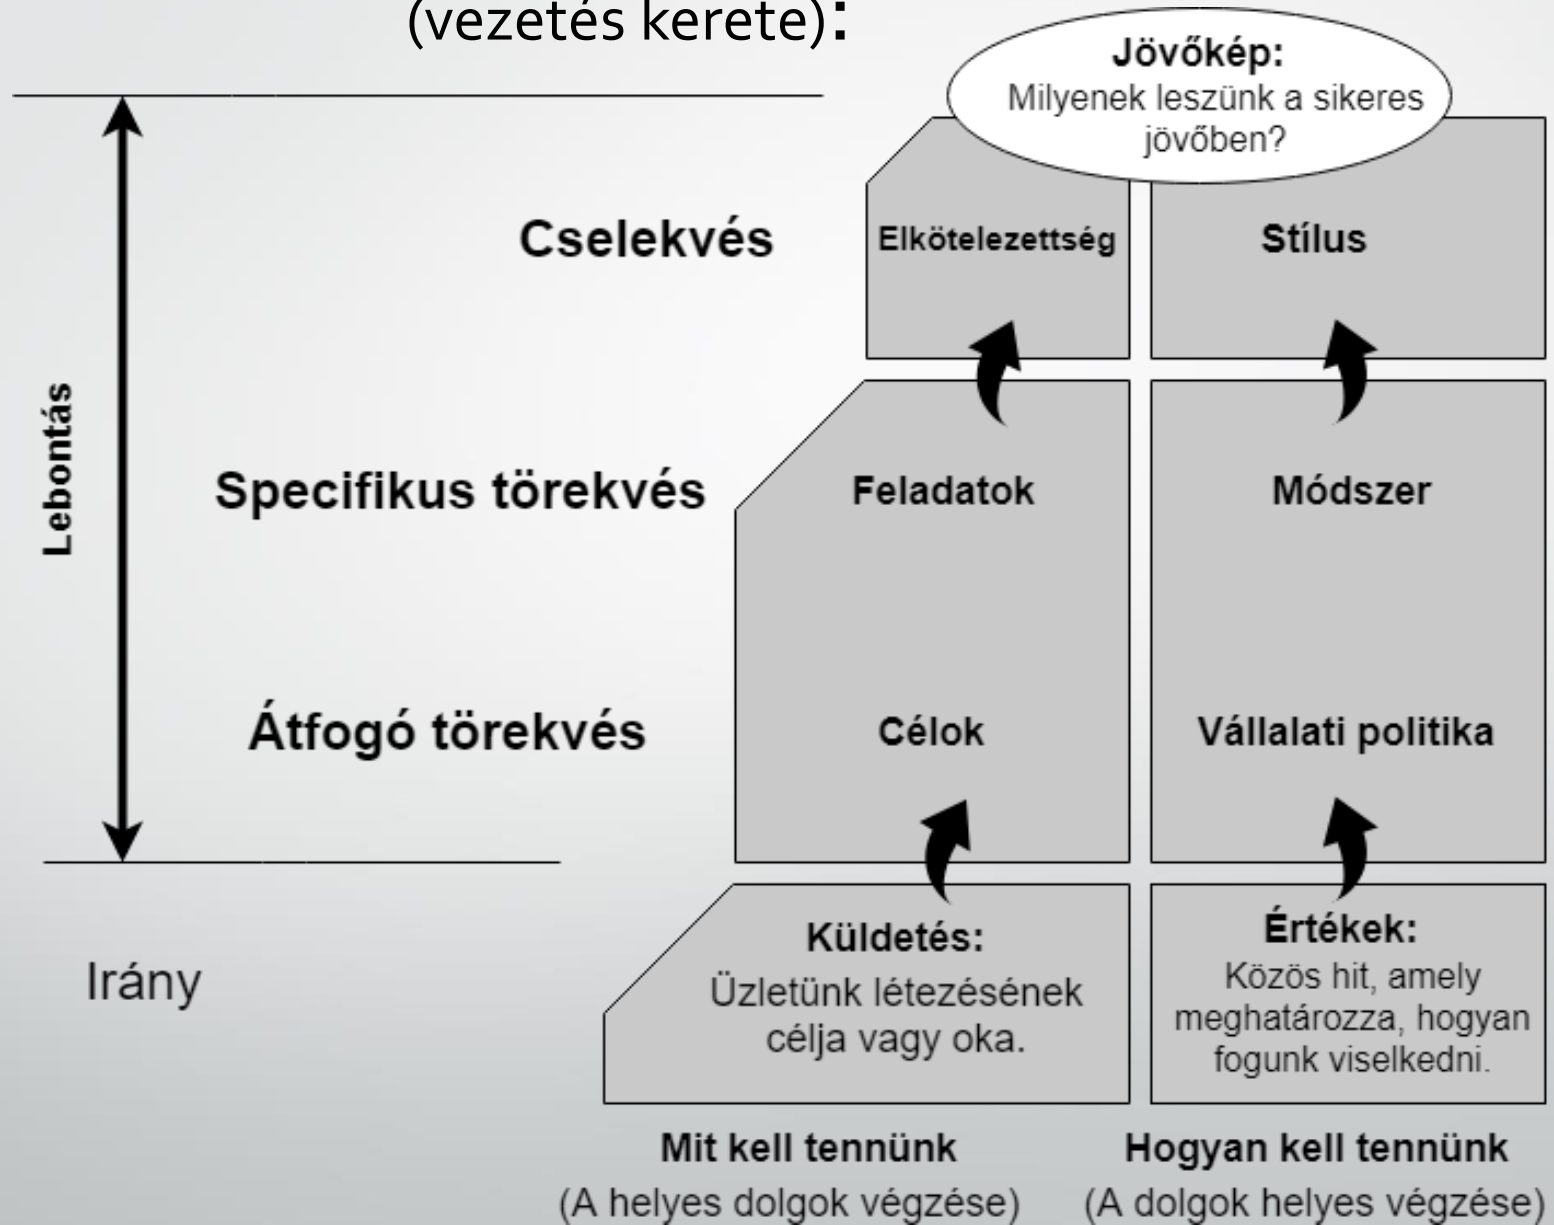 (vezetés kerete):
Jövőkép:
Milyenek leszünk a sikeres
jövőben?
Cselekvés
Elkötelezettség
Stílus
Lebontás
Specifikus törekvés
Feladatok
Módszer
Átfogó törekvés
Célok
Vállalati politika
Irány
Küldetés:
Üzletünk létezésének
célja vagy oka.
Értékek:
Közös hit, amely
meghatározza, hogyan
fogunk viselkedni.
Mit kell tennünk
(A helyes dolgok végzése)
Hogyan kell tennünk
(A dolgok helyes végzése)